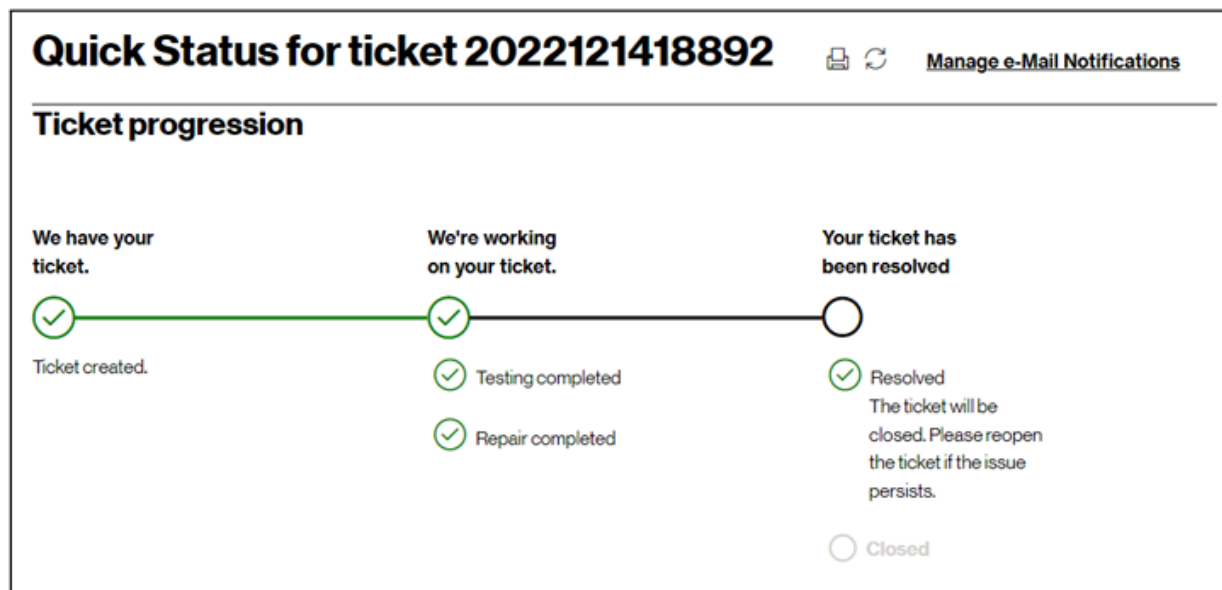 Quick Status for ticket 2022121418892
Manage e-Mail Notifications
Ticket progression
We have your
ticket.
Ticket created.
We're working
on your ticket.
Testing completed
Repair completed
Your ticket has
been resolved
Resolved
The ticket will be
closed. Please reopen
the ticket if the issue
persists.
Closed